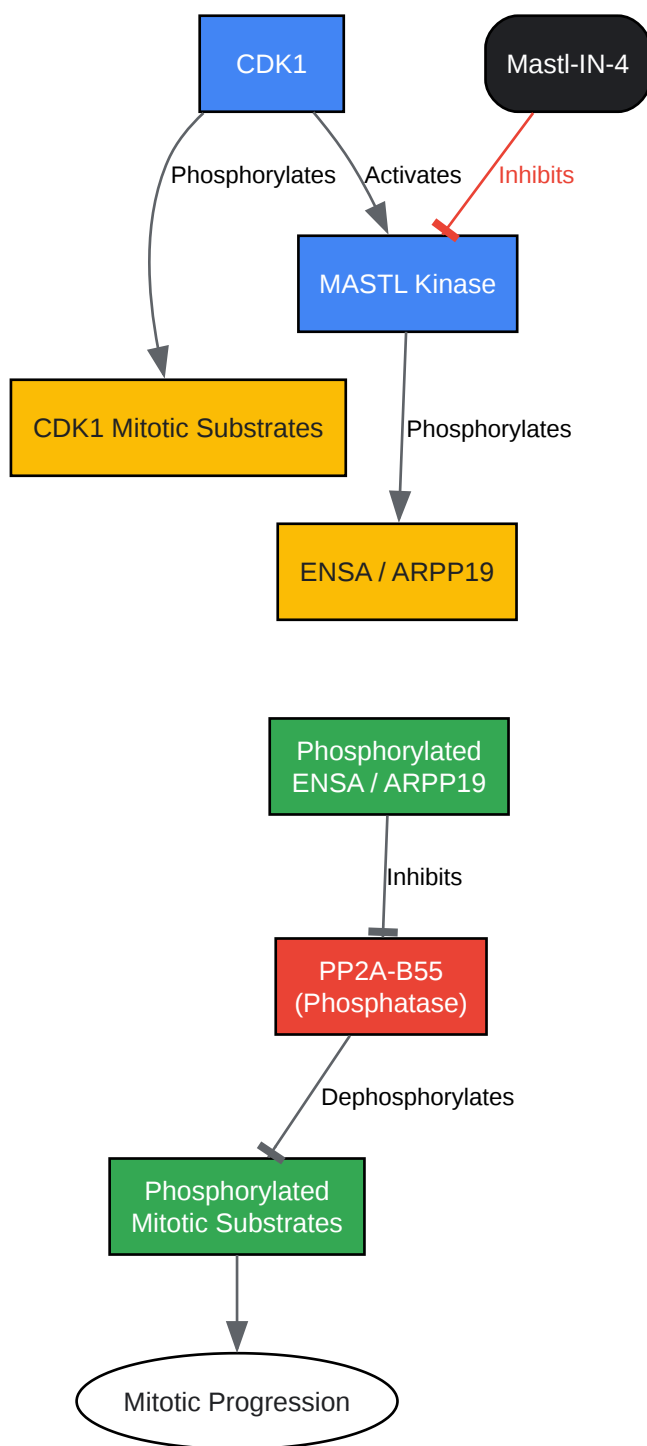 CDK1
Mastl-IN-4
Phosphorylates
Activates
Inhibits
MASTL Kinase
CDK1 Mitotic Substrates
Phosphorylates
ENSA / ARPP19
Phosphorylated
ENSA / ARPP19
Inhibits
PP2A-B55
(Phosphatase)
Dephosphorylates
Phosphorylated
Mitotic Substrates
Mitotic Progression